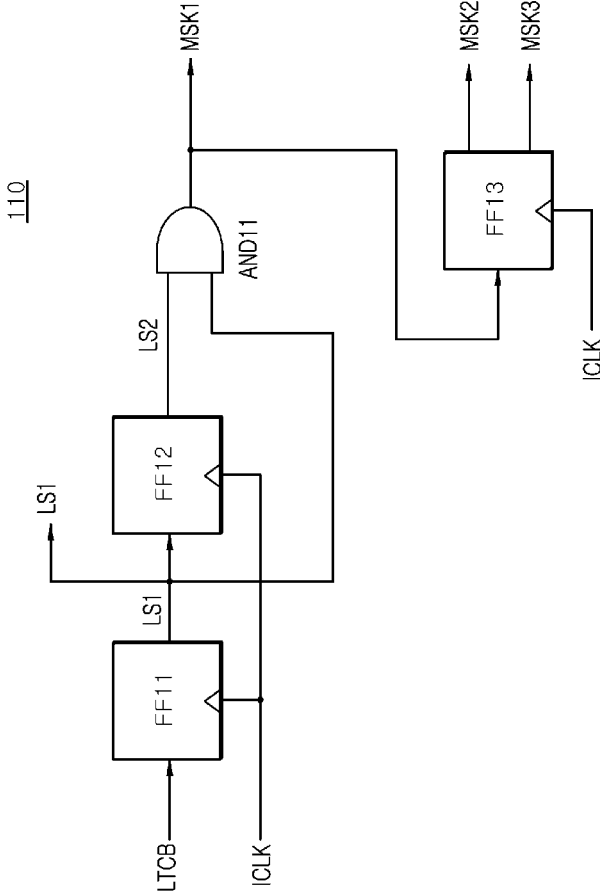 110
LTCB
ICLK
FF11
LS1
LS1
FF12
LS2
AND11
MSK1
ICLK
FF13
MSK2
MSK3